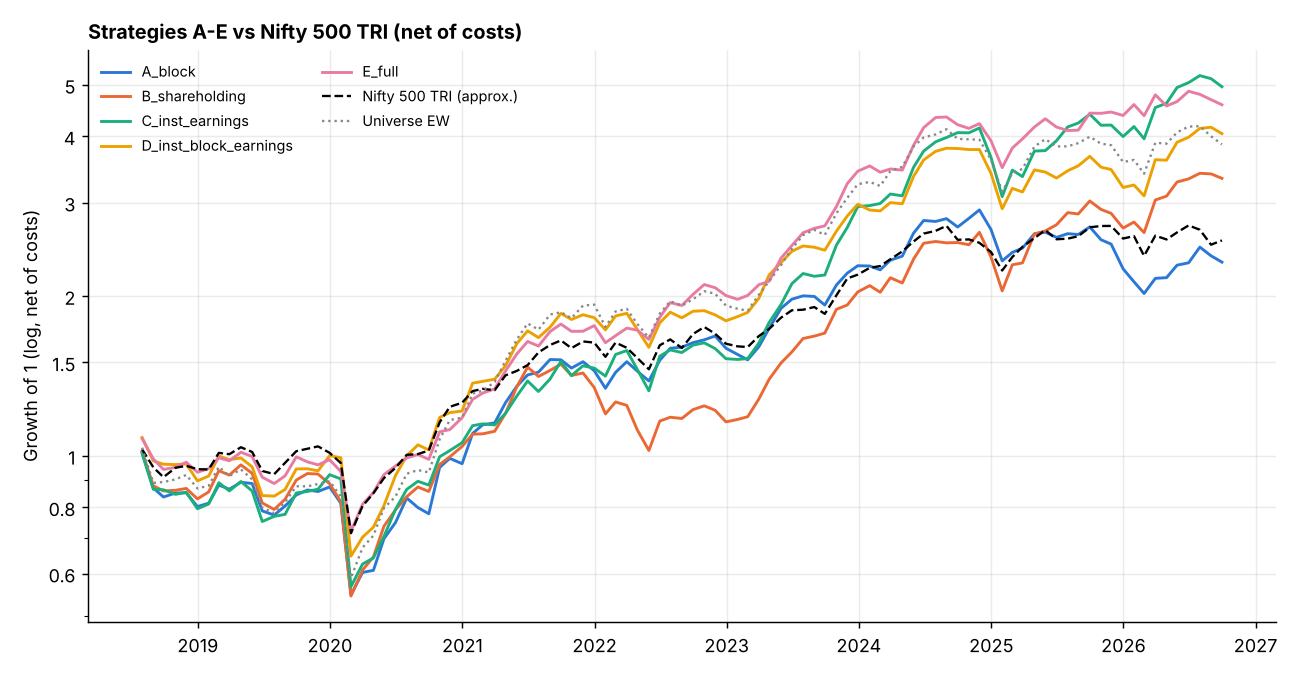 Strategies A-E vs Nifty 500 TRI (net of costs)
A_block
B_shareholding
C_inst_earnings
D_inst_block_earnings
E_full
Nifty 500 TRI (approx.)
Universe EW
Growth of 1 (log, net of costs)
5
4
3
2
1.5
1
0.8
0.6
2019 2020 2021 2022 2023 2024 2025 2026 2027